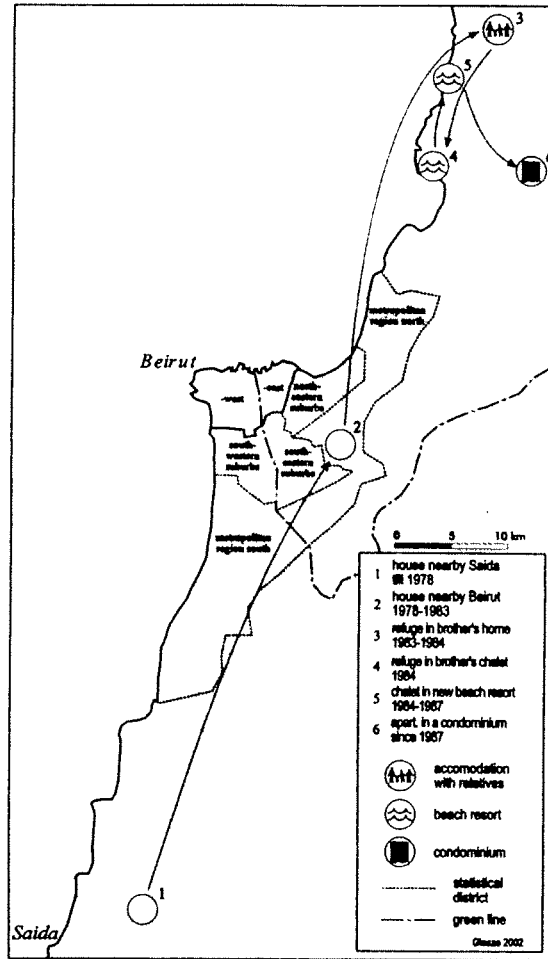 3
5
4
6
metropolitan
region north
Beirut
west
east
north-
eastern
suburbs
2
south-
western
suburbs
south-
eastern
suburbs
metropolitan
region south
0 5 10 km
1 house nearby Saida
till 1978
2 house nearby Beirut
1978-1983
3 refuge in brother's home
1983-1984
4 refuge in brother's chalet
1984
5 chalet in new beach resort
1984-1987
6 apart. in a condominium
since 1987
accomodation
with relatives
beach resort
condominium
statistical
district
green line
Glasze 2002
1
Saida